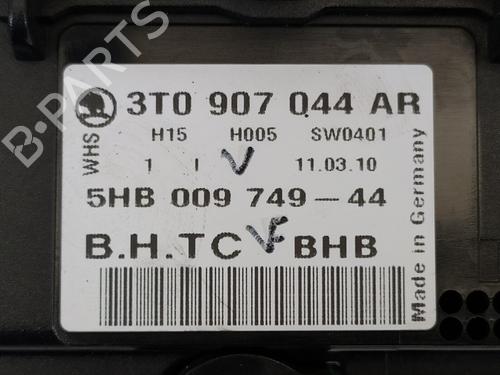 3T0 907 044 AR
WHS
H15 H005 SW0401
1 I V 11.03.10
5HB 009 749-44
B.H.TC VF BHB
Made in Germany
B-PARTS